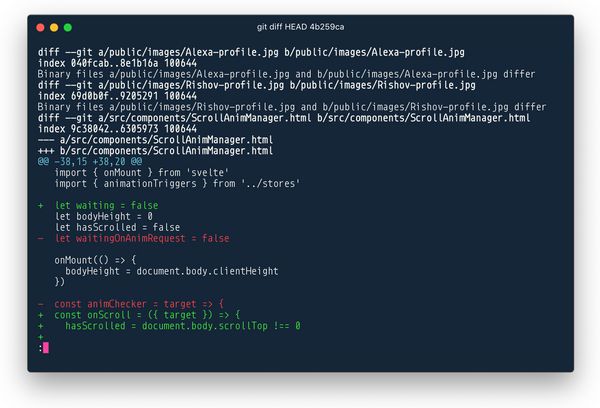 git diff HEAD 4b259ca
diff --git a/public/images/Alexa-profile.jpg b/public/images/Alexa-profile.jpg
index 040fcab..8e1b16a 100644
Binary files a/public/images/Alexa-profile.jpg and b/public/images/Alexa-profile.jpg differ
diff --git a/public/images/Rishov-profile.jpg b/public/images/Rishov-profile.jpg
index 69d0b0f..9205291 100644
Binary files a/public/images/Rishov-profile.jpg and b/public/images/Rishov-profile.jpg differ
diff --git a/src/components/ScrollAnimManager.html b/src/components/ScrollAnimManager.html
index 9c38042..6305973 100644
--- a/src/components/ScrollAnimManager.html
+++ b/src/components/ScrollAnimManager.html
@@ -38,15 +38,20 @@
   import { onMount } from 'svelte'
   import { animationTriggers } from '../stores'

+  let waiting = false
   let bodyHeight = 0
   let hasScrolled = false
-  let waitingOnAnimRequest = false

   onMount(() => {
     bodyHeight = document.body.clientHeight
   })

-  const animChecker = target => {
+  const onScroll = ({ target }) => {
+    hasScrolled = document.body.scrollTop !== 0
+
: